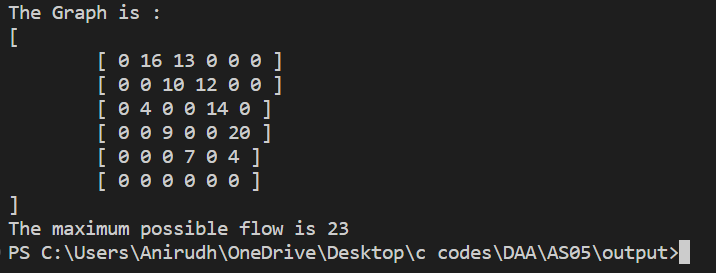 The Graph is :
[
[ 0 16 13 0 0 0 ]
[ 0 0 10 12 0 0 ]
[ 0 4 0 0 14 0 ]
[ 0 0 9 0 0 20 ]
[ 0 0 0 7 0 4 ]
[ 0 0 0 0 0 0 ]
]
The maximum possible flow is 23
PS C:\Users\Anirudh\OneDrive\Desktop\c codes\DAA\AS05\output>